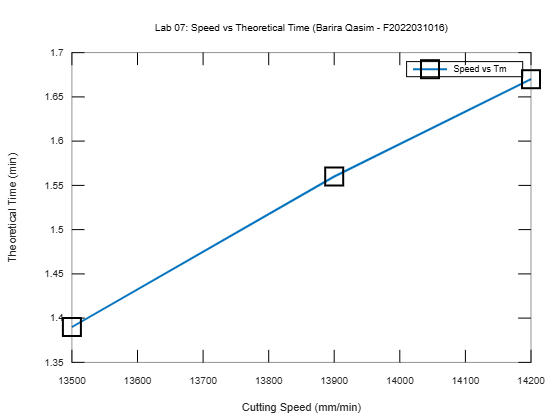 Lab 07: Speed vs Theoretical Time (Barira Qasim - F2022031016)
1.7
Speed vs Tm
1.65
1.6
1.55
1.5
1.45
1.4
1.35
13500 13600 13700 13800 13900 14000 14100 14200
Theoretical Time (min)
Cutting Speed (mm/min)